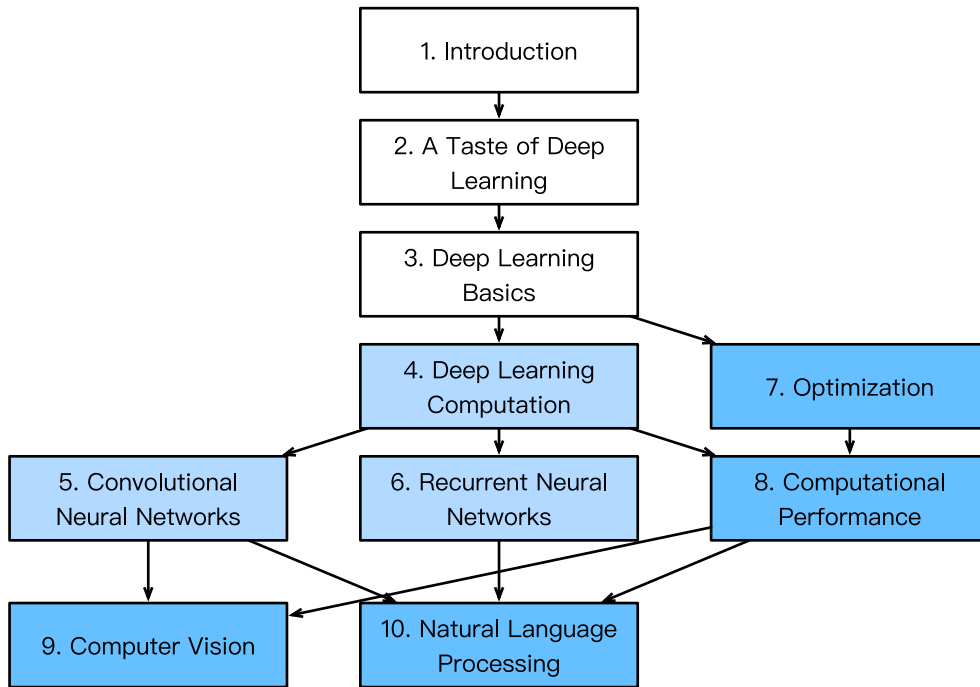 1. Introduction
2. A Taste of Deep
Learning
3. Deep Learning
Basics
4. Deep Learning
Computation
7. Optimization
5. Convolutional
Neural Networks
6. Recurrent Neural
Networks
8. Computational
Performance
9. Computer Vision
10. Natural Language
Processing